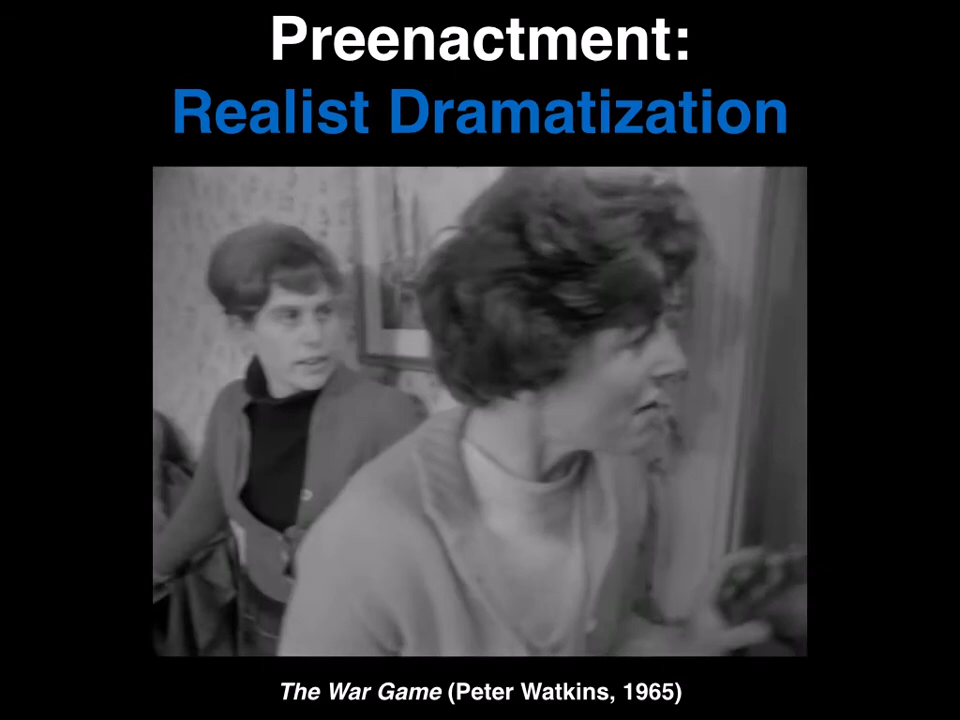 Preenactment:
Realist Dramatization
The War Game (Peter Watkins, 1965)